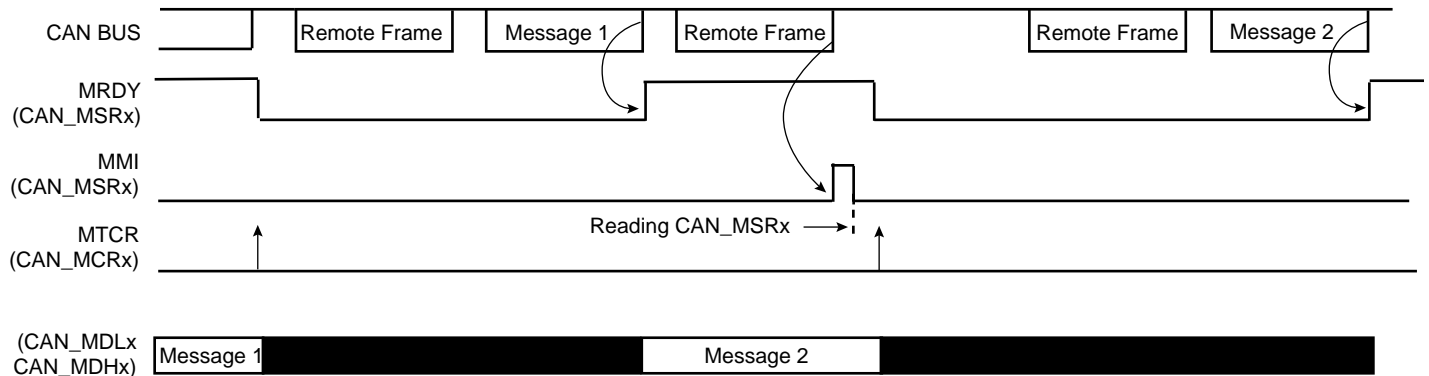 CAN BUS
Remote Frame
Message 1
Remote Frame
Remote Frame
Message 2
MRDY
(CAN_MSRx)
MMI
(CAN_MSRx)
Reading CAN_MSRx
MTCR
(CAN_MCRx)
(CAN_MDLx
CAN_MDHx)
Message 1
Message 2